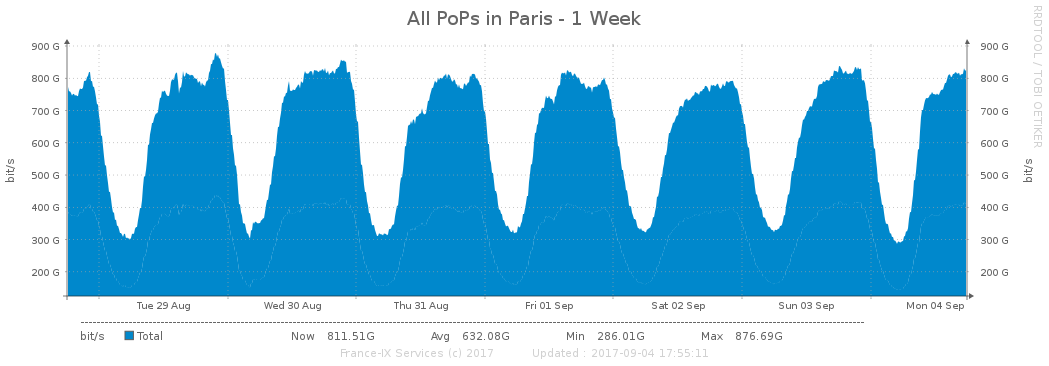 All PoPs in Paris - 1 Week
RRDTOOL / TOBI OETIKER
bit/s
900 G
800 G
700 G
600 G
500 G
400 G
300 G
200 G
900 G
800 G
700 G
600 G
500 G
400 G
300 G
200 G
bit/s
Tue 29 Aug Wed 30 Aug Thu 31 Aug Fri 01 Sep Sat 02 Sep Sun 03 Sep Mon 04 Sep
bit/s Total Now 811.51G Avg 632.08G Min 286.01G Max 876.69G
France-IX Services (c) 2017 Updated : 2017-09-04 17:55:11